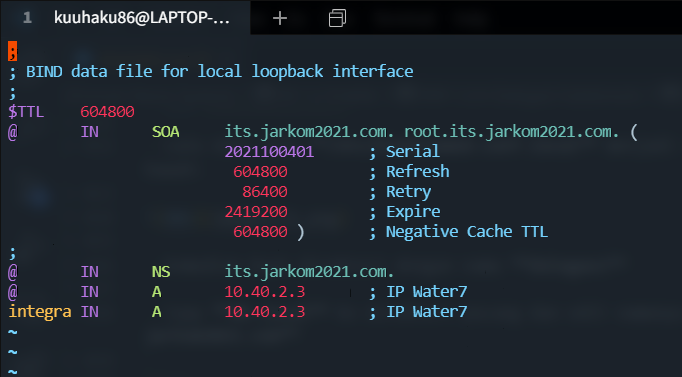 1 kuuhaku86@LAPTOP-...
;
; BIND data file for local loopback interface
;
$TTL    604800
@       IN      SOA     its.jarkom2021.com. root.its.jarkom2021.com. (
                        2021100401      ; Serial
                         604800         ; Refresh
                          86400         ; Retry
                        2419200         ; Expire
                         604800 )       ; Negative Cache TTL
;
@       IN      NS      its.jarkom2021.com.
@       IN      A       10.40.2.3       ; IP Water7
integra IN      A       10.40.2.3       ; IP Water7
~
~
~